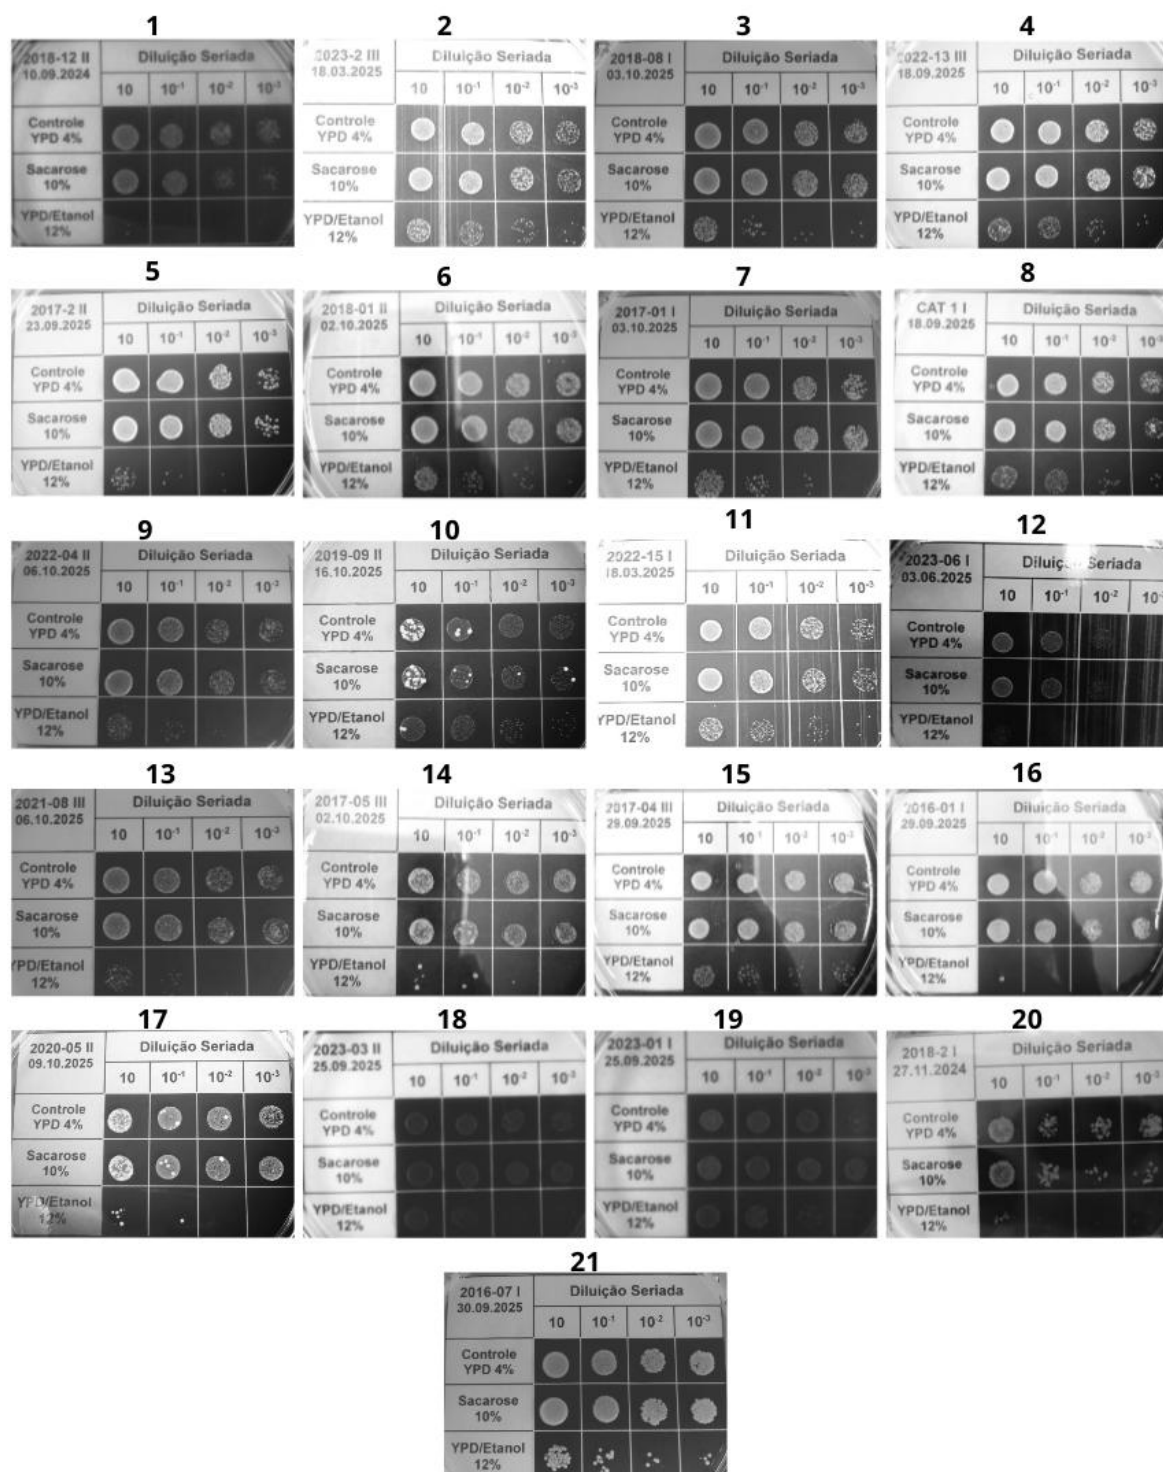 1
2018-12 II
10.09.2024
Diluição Seriada
10 10⁻¹ 10⁻² 10⁻³
Controle
YPD 4%
Sacarose
10%
YPD/Etanol
12%
2
2023-2 III
18.03.2025
Diluição Seriada
10 10⁻¹ 10⁻² 10⁻³
Controle
YPD 4%
Sacarose
10%
YPD/Etanol
12%
3
2018-08 I
03.10.2025
Diluição Seriada
10 10⁻¹ 10⁻² 10⁻³
Controle
YPD 4%
Sacarose
10%
YPD/Etanol
12%
4
2022-13 III
18.09.2025
Diluição Seriada
10 10⁻¹ 10⁻² 10⁻³
Controle
YPD 4%
Sacarose
10%
YPD/Etanol
12%
5
2017-2 II
23.09.2025
Diluição Seriada
10 10⁻¹ 10⁻² 10⁻³
Controle
YPD 4%
Sacarose
10%
YPD/Etanol
12%
6
2018-01 II
02.10.2025
Diluição Seriada
10 10⁻¹ 10⁻² 10⁻³
Controle
YPD 4%
Sacarose
10%
YPD/Etanol
12%
7
2017-01 I
03.10.2025
Diluição Seriada
10 10⁻¹ 10⁻² 10⁻³
Controle
YPD 4%
Sacarose
10%
YPD/Etanol
12%
8
CAT 1 I
18.09.2025
Diluição Seriada
10 10⁻¹ 10⁻² 10⁻³
Controle
YPD 4%
Sacarose
10%
YPD/Etanol
12%
9
2022-04 II
06.10.2025
Diluição Seriada
10 10⁻¹ 10⁻² 10⁻³
Controle
YPD 4%
Sacarose
10%
YPD/Etanol
12%
10
2019-09 II
16.10.2025
Diluição Seriada
10 10⁻¹ 10⁻² 10⁻³
Controle
YPD 4%
Sacarose
10%
YPD/Etanol
12%
11
2022-15 I
18.03.2025
Diluição Seriada
10 10⁻¹ 10⁻² 10⁻³
Controle
YPD 4%
Sacarose
10%
YPD/Etanol
12%
12
2023-06 I
03.06.2025
Diluição Seriada
10 10⁻¹ 10⁻²
Controle
YPD 4%
Sacarose
10%
YPD/Etanol
12%
13
2021-08 III
06.10.2025
Diluição Seriada
10 10⁻¹ 10⁻² 10⁻³
Controle
YPD 4%
Sacarose
10%
YPD/Etanol
12%
14
2017-05 III
02.10.2025
Diluição Seriada
10 10⁻¹ 10⁻² 10⁻³
Controle
YPD 4%
Sacarose
10%
YPD/Etanol
12%
15
2017-04 III
29.09.2025
Diluição Seriada
10 10⁻¹ 10⁻² 10⁻³
Controle
YPD 4%
Sacarose
10%
YPD/Etanol
12%
16
2016-01 I
29.09.2025
Diluição Seriada
10 10⁻¹ 10⁻²
Controle
YPD 4%
Sacarose
10%
YPD/Etanol
12%
17
2020-05 II
09.10.2025
Diluição Seriada
10 10⁻¹ 10⁻² 10⁻³
Controle
YPD 4%
Sacarose
10%
YPD/Etanol
12%
18
2023-03 II
25.09.2025
Diluição Seriada
10 10⁻¹ 10⁻² 10⁻³
Controle
YPD 4%
Sacarose
10%
YPD/Etanol
12%
19
2023-01 I
25.09.2025
Diluição Seriada
10 10⁻¹ 10⁻² 10⁻³
Controle
YPD 4%
Sacarose
10%
YPD/Etanol
12%
20
2018-2 I
27.11.2024
Diluição Seriada
10 10⁻¹ 10⁻² 10⁻³
Controle
YPD 4%
Sacarose
10%
YPD/Etanol
12%
21
2016-07 I
30.09.2025
Diluição Seriada
10 10⁻¹ 10⁻² 10⁻³
Controle
YPD 4%
Sacarose
10%
YPD/Etanol
12%